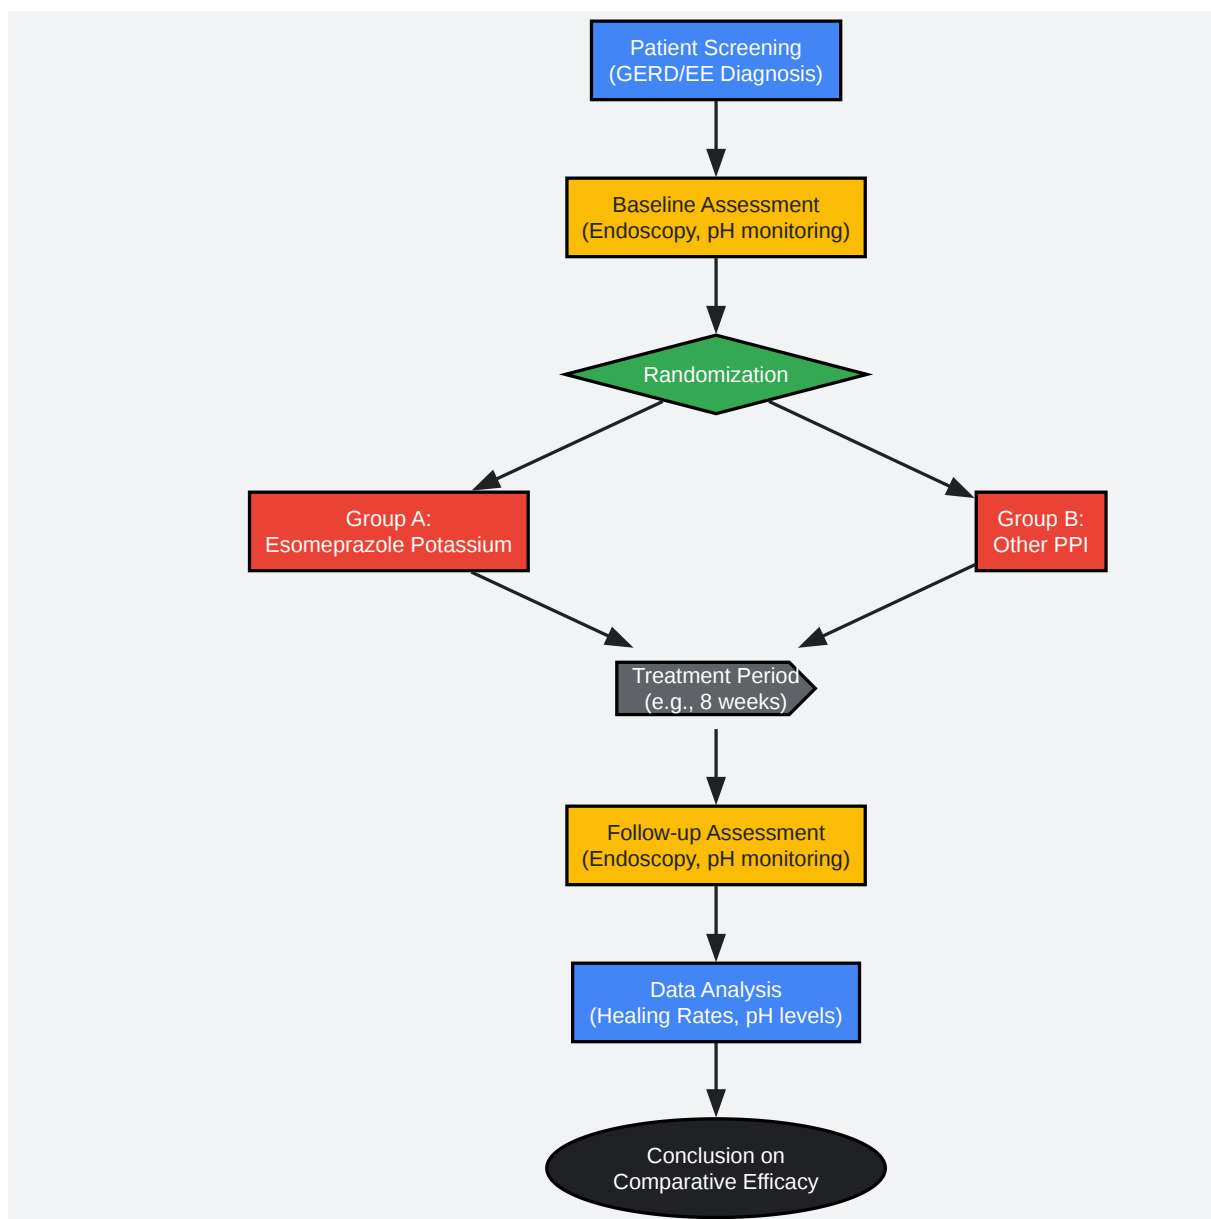 Patient Screening
(GERD/EE Diagnosis)
Baseline Assessment
(Endoscopy, pH monitoring)
Randomization
Group A:
Esomeprazole Potassium
Group B:
Other PPI
Treatment Period
(e.g., 8 weeks)
Follow-up Assessment
(Endoscopy, pH monitoring)
Data Analysis
(Healing Rates, pH levels)
Conclusion on
Comparative Efficacy